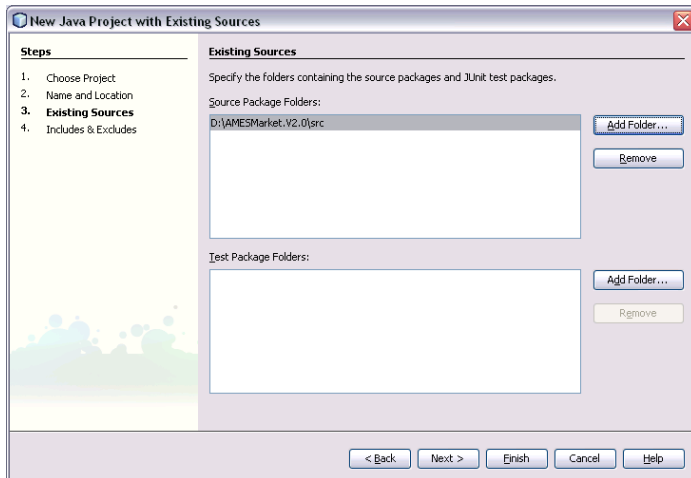 New Java Project with Existing Sources
Steps
1. Choose Project
2. Name and Location
3. Existing Sources
4. Includes & Excludes
Existing Sources
Specify the folders containing the source packages and JUnit test packages.
Source Package Folders:
D:\AMESMarket.V2.0\src
Add Folder...
Remove
Test Package Folders:
Add Folder...
Remove
< Back
Next >
Finish
Cancel
Help